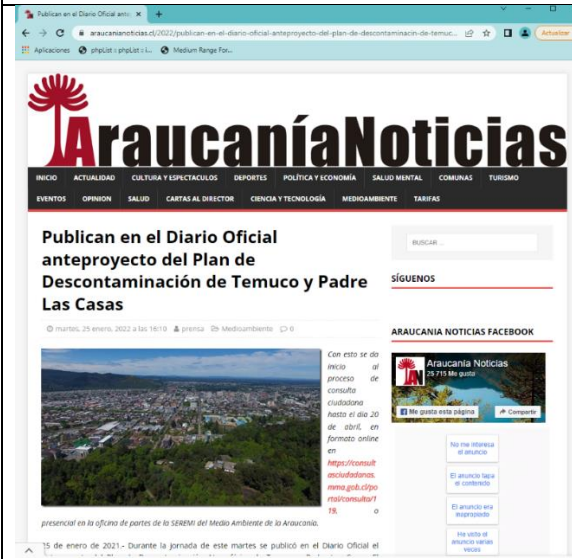 Publican en el Diario Oficial ante
araucanianoticias.cl/2022/publican-en-el-diario-oficial-anteproyecto-del-plan-de-descontaminacin-de-temuc...
Actualizar
Aplicaciones phpList :: phpList :: i... Medium Range For...
AraucaníaNoticias
INICIO ACTUALIDAD CULTURA Y ESPECTACULOS DEPORTES POLÍTICA Y ECONOMÍA SALUD MENTAL COMUNAS TURISMO
EVENTOS OPINION SALUD CARTAS AL DIRECTOR CIENCIA Y TECNOLOGÍA MEDIOAMBIENTE TARIFAS
Publican en el Diario Oficial
anteproyecto del Plan de
Descontaminación de Temuco y Padre
Las Casas
martes, 25 enero, 2022 a las 16:10 prensa Medioambiente 0
Con esto se da
inicio al
proceso de
consulta
ciudadana
hasta el día 20
de abril, en
formato online
en
https://consult
asciudadanas.
mma.gob.cl/po
rtal/consulta/1
19, o
presencial en la oficina de partes de la SEREMI del Medio Ambiente de la Araucanía.
25 de enero de 2021.- Durante la jornada de este martes se publicó en el Diario Oficial el
BUSCAR ...
SÍGUENOS
ARAUCANIA NOTICIAS FACEBOOK
Araucanía Noticias
25 715 Me gusta
Me gusta esta página Compartir
No me interesa
el anuncio
El anuncio tapa
el contenido
El anuncio era
inapropiado
He visto el
anuncio varias
veces